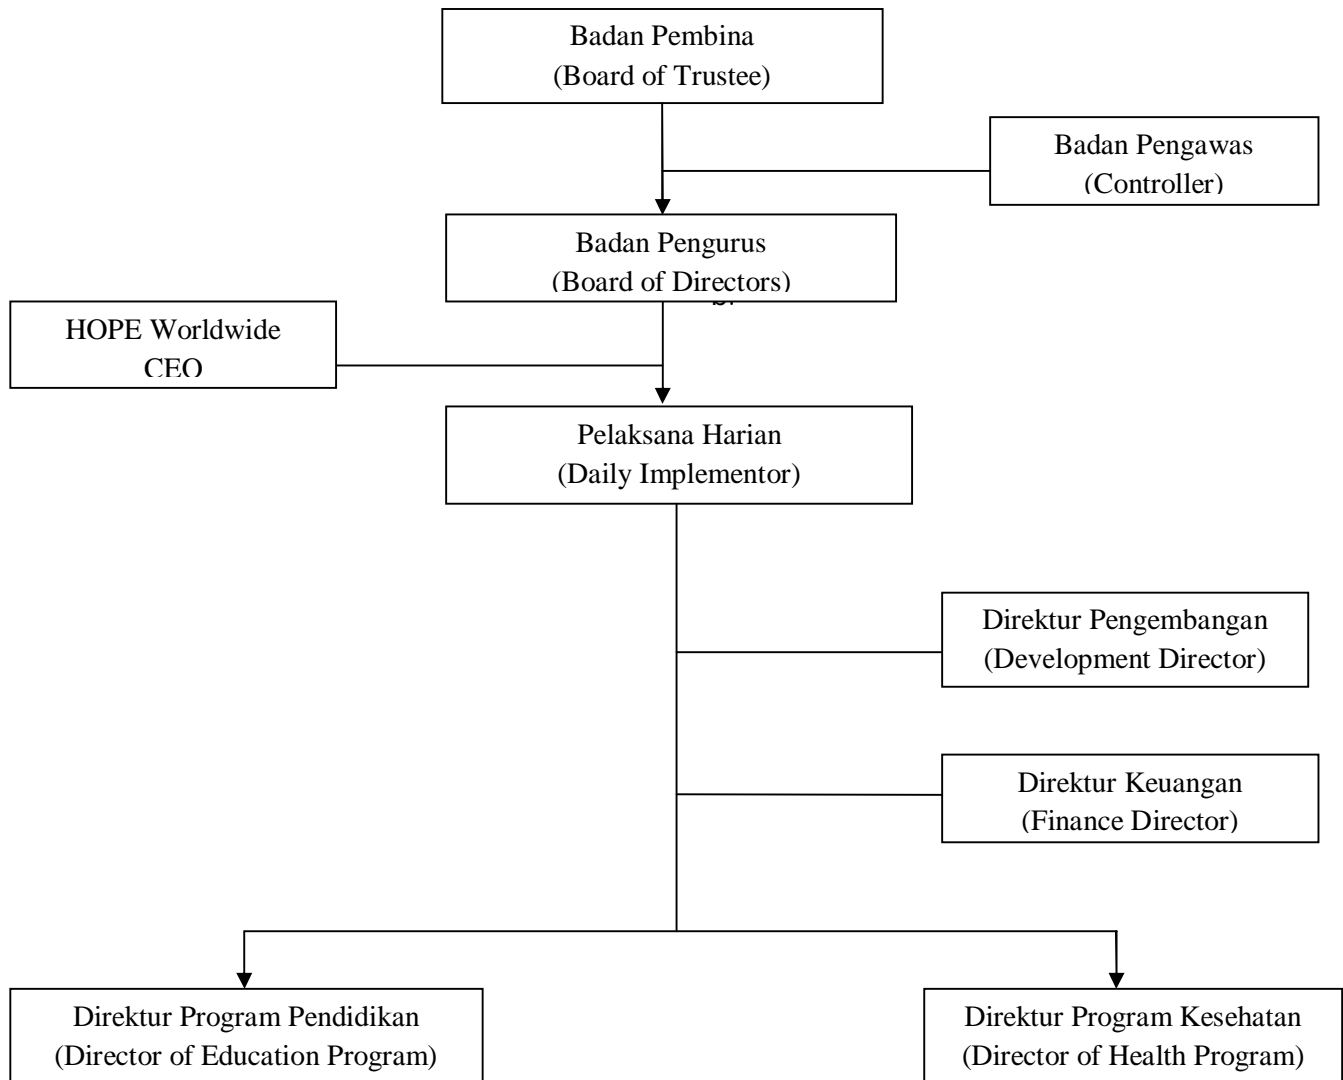 Badan Pembina
(Board of Trustee)
Badan Pengawas
(Controller)
Badan Pengurus
(Board of Directors)
HOPE Worldwide
CEO
Pelaksana Harian
(Daily Implementor)
Direktur Pengembangan
(Development Director)
Direktur Keuangan
(Finance Director)
Direktur Program Pendidikan
(Director of Education Program)
Direktur Program Kesehatan
(Director of Health Program)